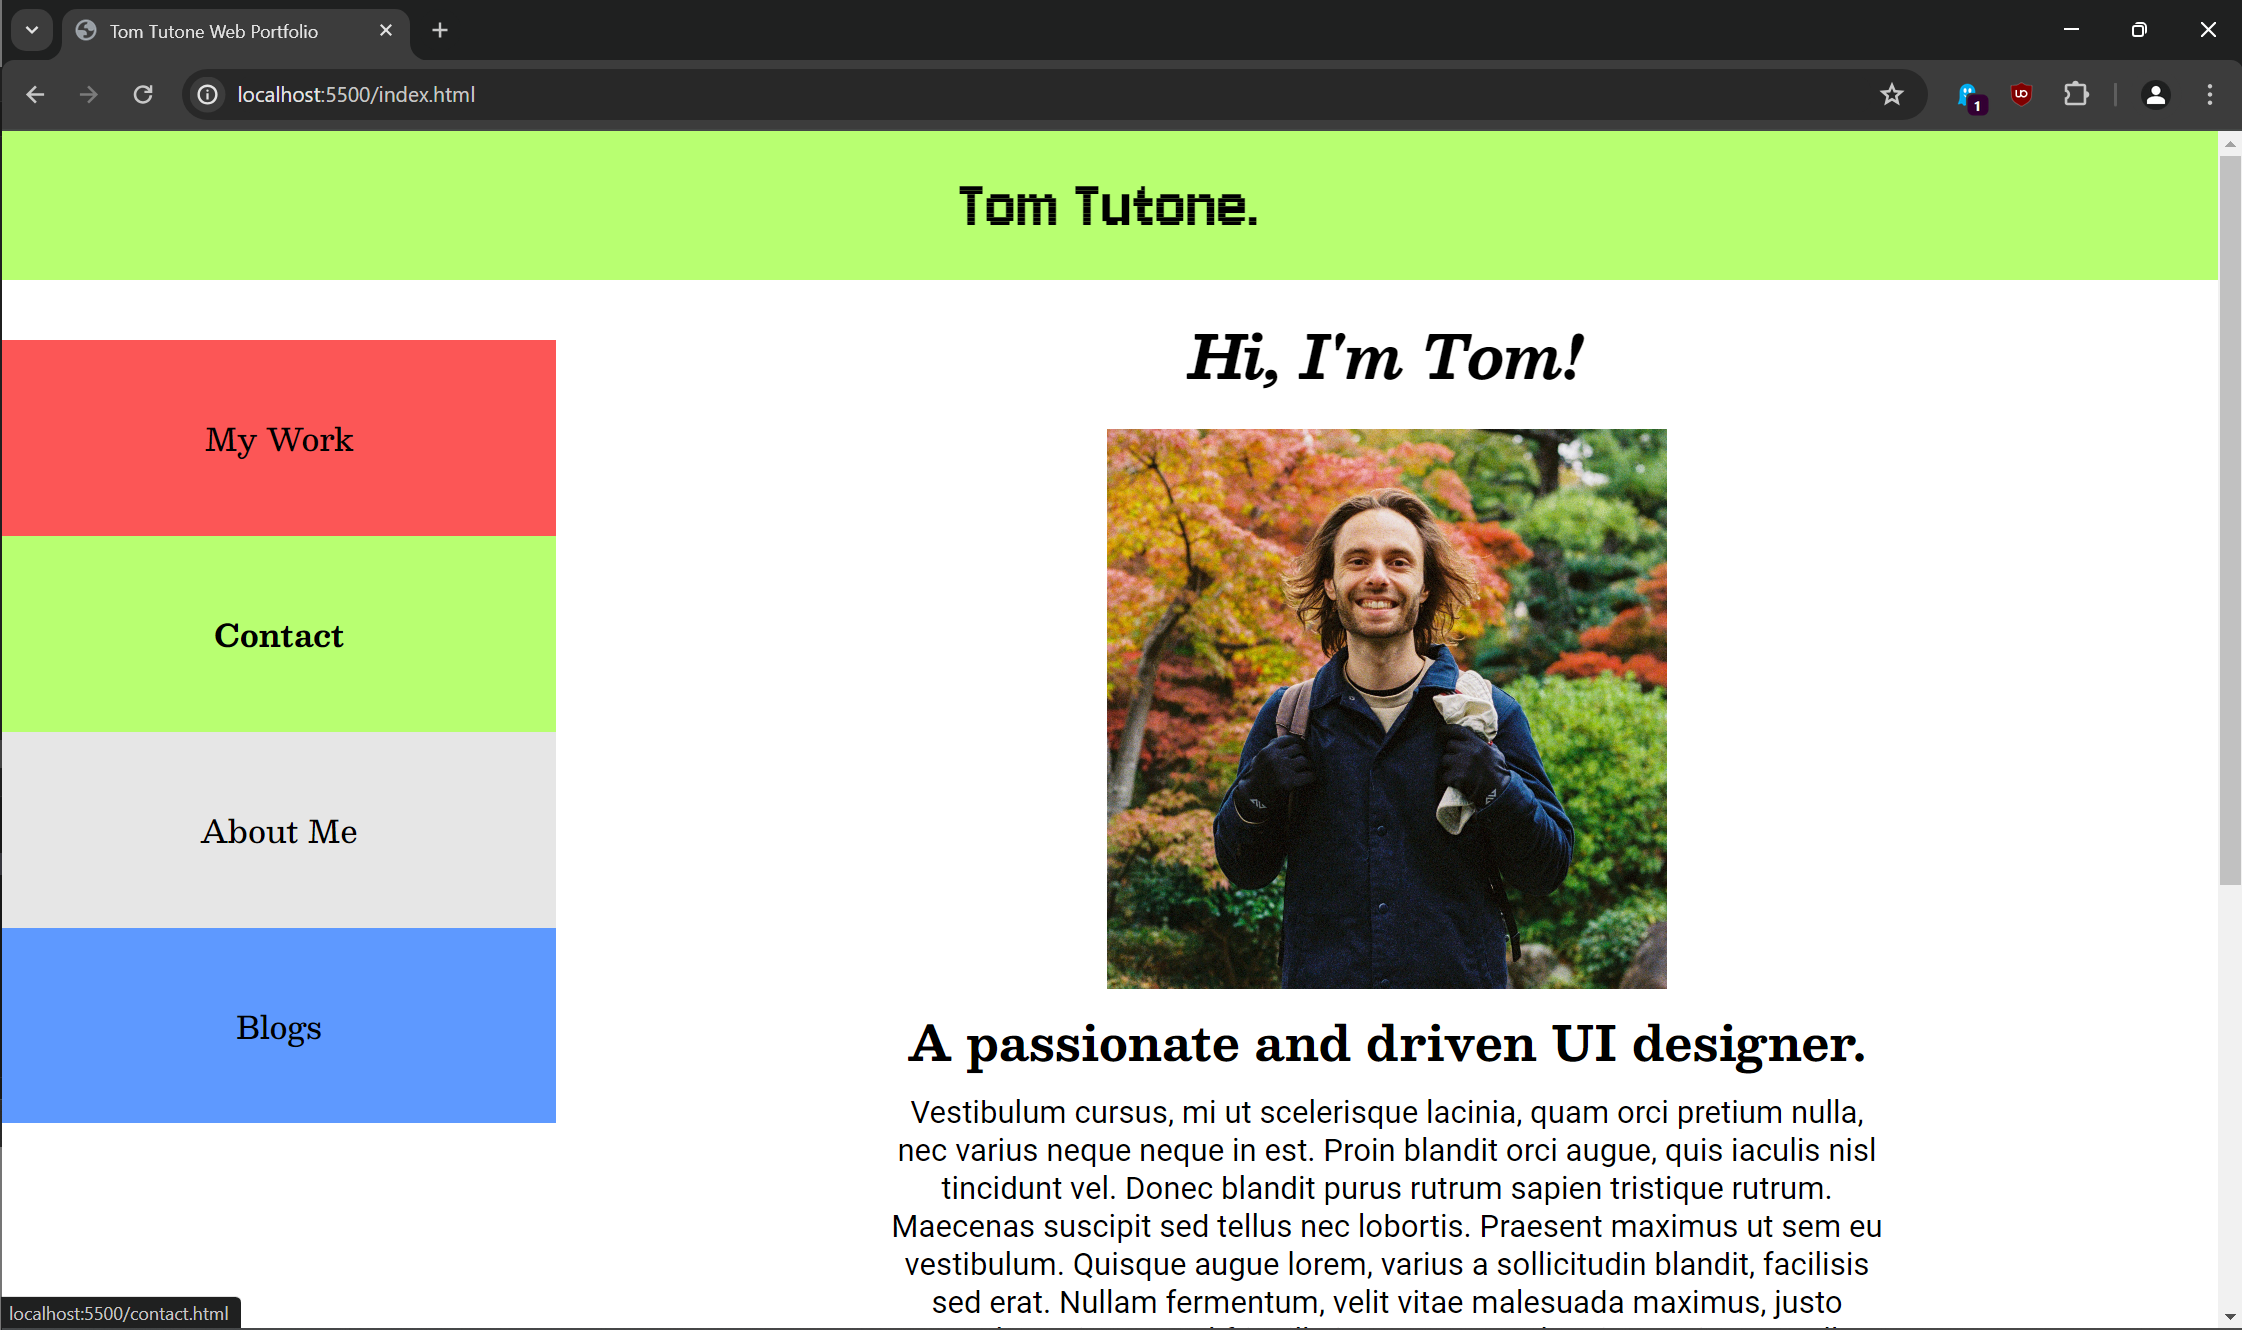 Tom Tutone Web Portfolio
localhost:5500/index.html
1
Tom Tutone.
My Work
Contact
About Me
Blogs
Hi, I'm Tom!
A passionate and driven UI designer.
Vestibulum cursus, mi ut scelerisque lacinia, quam orci pretium nulla,
nec varius neque neque in est. Proin blandit orci augue, quis iaculis nisl
tincidunt vel. Donec blandit purus rutrum sapien tristique rutrum.
Maecenas suscipit sed tellus nec lobortis. Praesent maximus ut sem eu
vestibulum. Quisque augue lorem, varius a sollicitudin blandit, facilisis
sed erat. Nullam fermentum, velit vitae malesuada maximus, justo
localhost:5500/contact.html